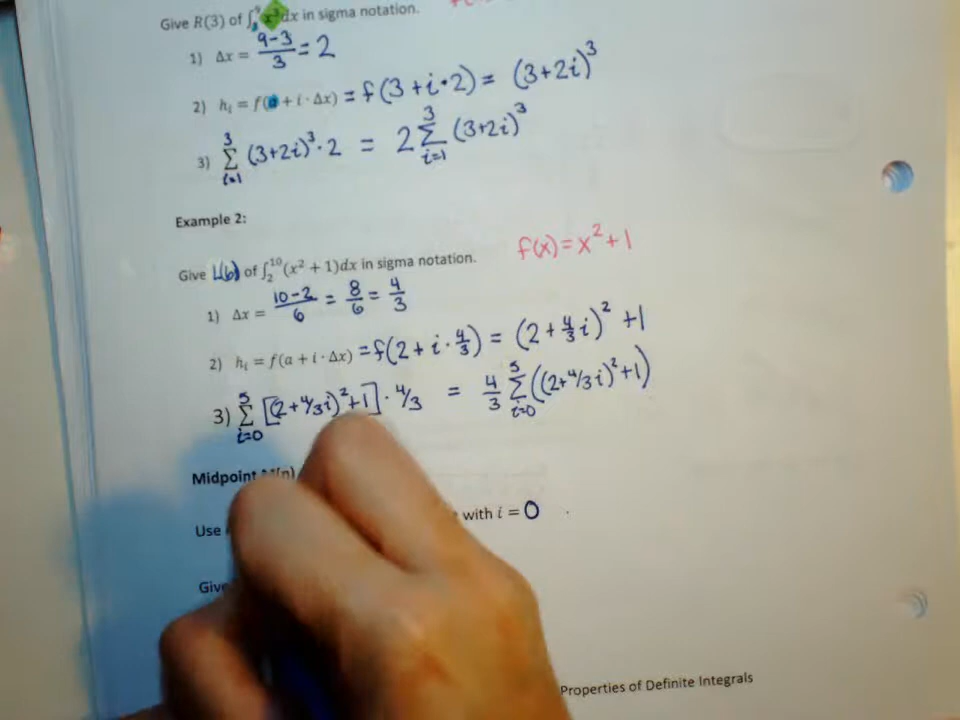 Give R(3) of ∫₃⁹ x³dx in sigma notation.
1) Δx = (9-3)/3 = 2
2) hᵢ = f(a + i · Δx) = f(3 + i • 2) = (3+2i)³
3) Σ_{i=1}^{3} (3+2i)³ · 2 = 2 Σ_{i=1}^{3} (3+2i)³
Example 2:
f(x) = x² + 1
Give L(6) of ∫₂¹⁰ (x² + 1)dx in sigma notation.
1) Δx = (10-2)/6 = 8/6 = 4/3
2) hᵢ = f(a + i · Δx) = f(2 + i · 4/3) = (2 + 4/3 i)² + 1
3) Σ_{i=0}^{5} [(2 + 4/3i)² + 1] · 4/3 = 4/3 Σ_{i=0}^{5} ((2+4/3i)² + 1)
Midpoint
Use with i = 0
Properties of Definite Integrals